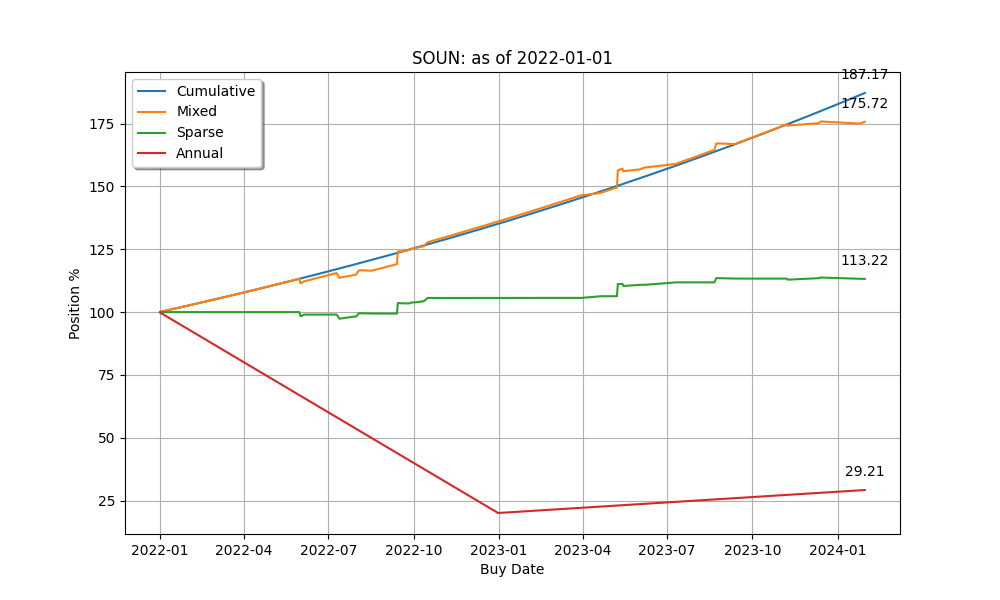 SOUN: as of 2022-01-01
187.17
175.72
113.22
29.21
Cumulative
Mixed
Sparse
Annual
Position %
175
150
125
100
75
50
25
2022-01 2022-04 2022-07 2022-10 2023-01 2023-04 2023-07 2023-10 2024-01
Buy Date